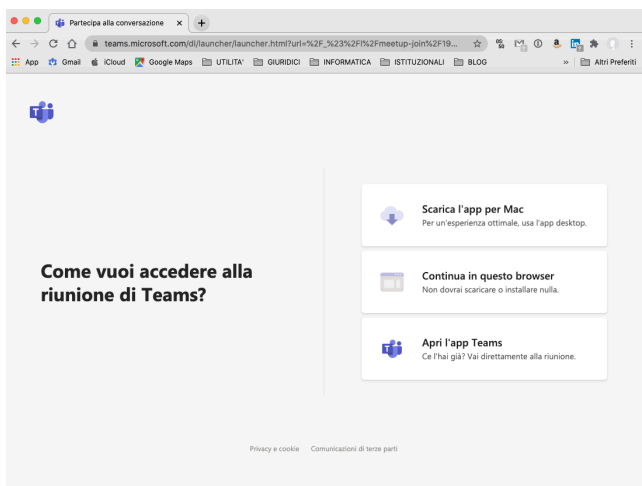 Partecipa alla conversazione
teams.microsoft.com/dl/launcher/launcher.html?url=%2F_%23%2Fl%2Fmeetup-join%2F19...
App Gmail iCloud Google Maps UTILITA' GIURIDICI INFORMATICA ISTITUZIONALI BLOG » Altri Preferiti
Scarica l'app per Mac
Per un'esperienza ottimale, usa l'app desktop.
Come vuoi accedere alla
riunione di Teams?
Continua in questo browser
Non dovrai scaricare o installare nulla.
Apri l'app Teams
Ce l'hai già? Vai direttamente alla riunione.
Privacy e cookie Comunicazioni di terze parti